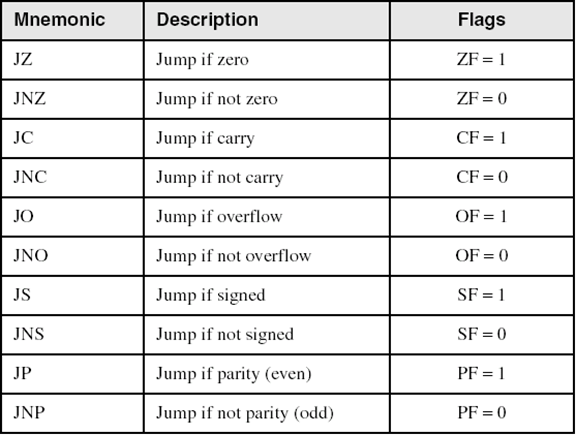 Mnemonic Description Flags
JZ Jump if zero ZF = 1
JNZ Jump if not zero ZF = 0
JC Jump if carry CF = 1
JNC Jump if not carry CF = 0
JO Jump if overflow OF = 1
JNO Jump if not overflow OF = 0
JS Jump if signed SF = 1
JNS Jump if not signed SF = 0
JP Jump if parity (even) PF = 1
JNP Jump if not parity (odd) PF = 0